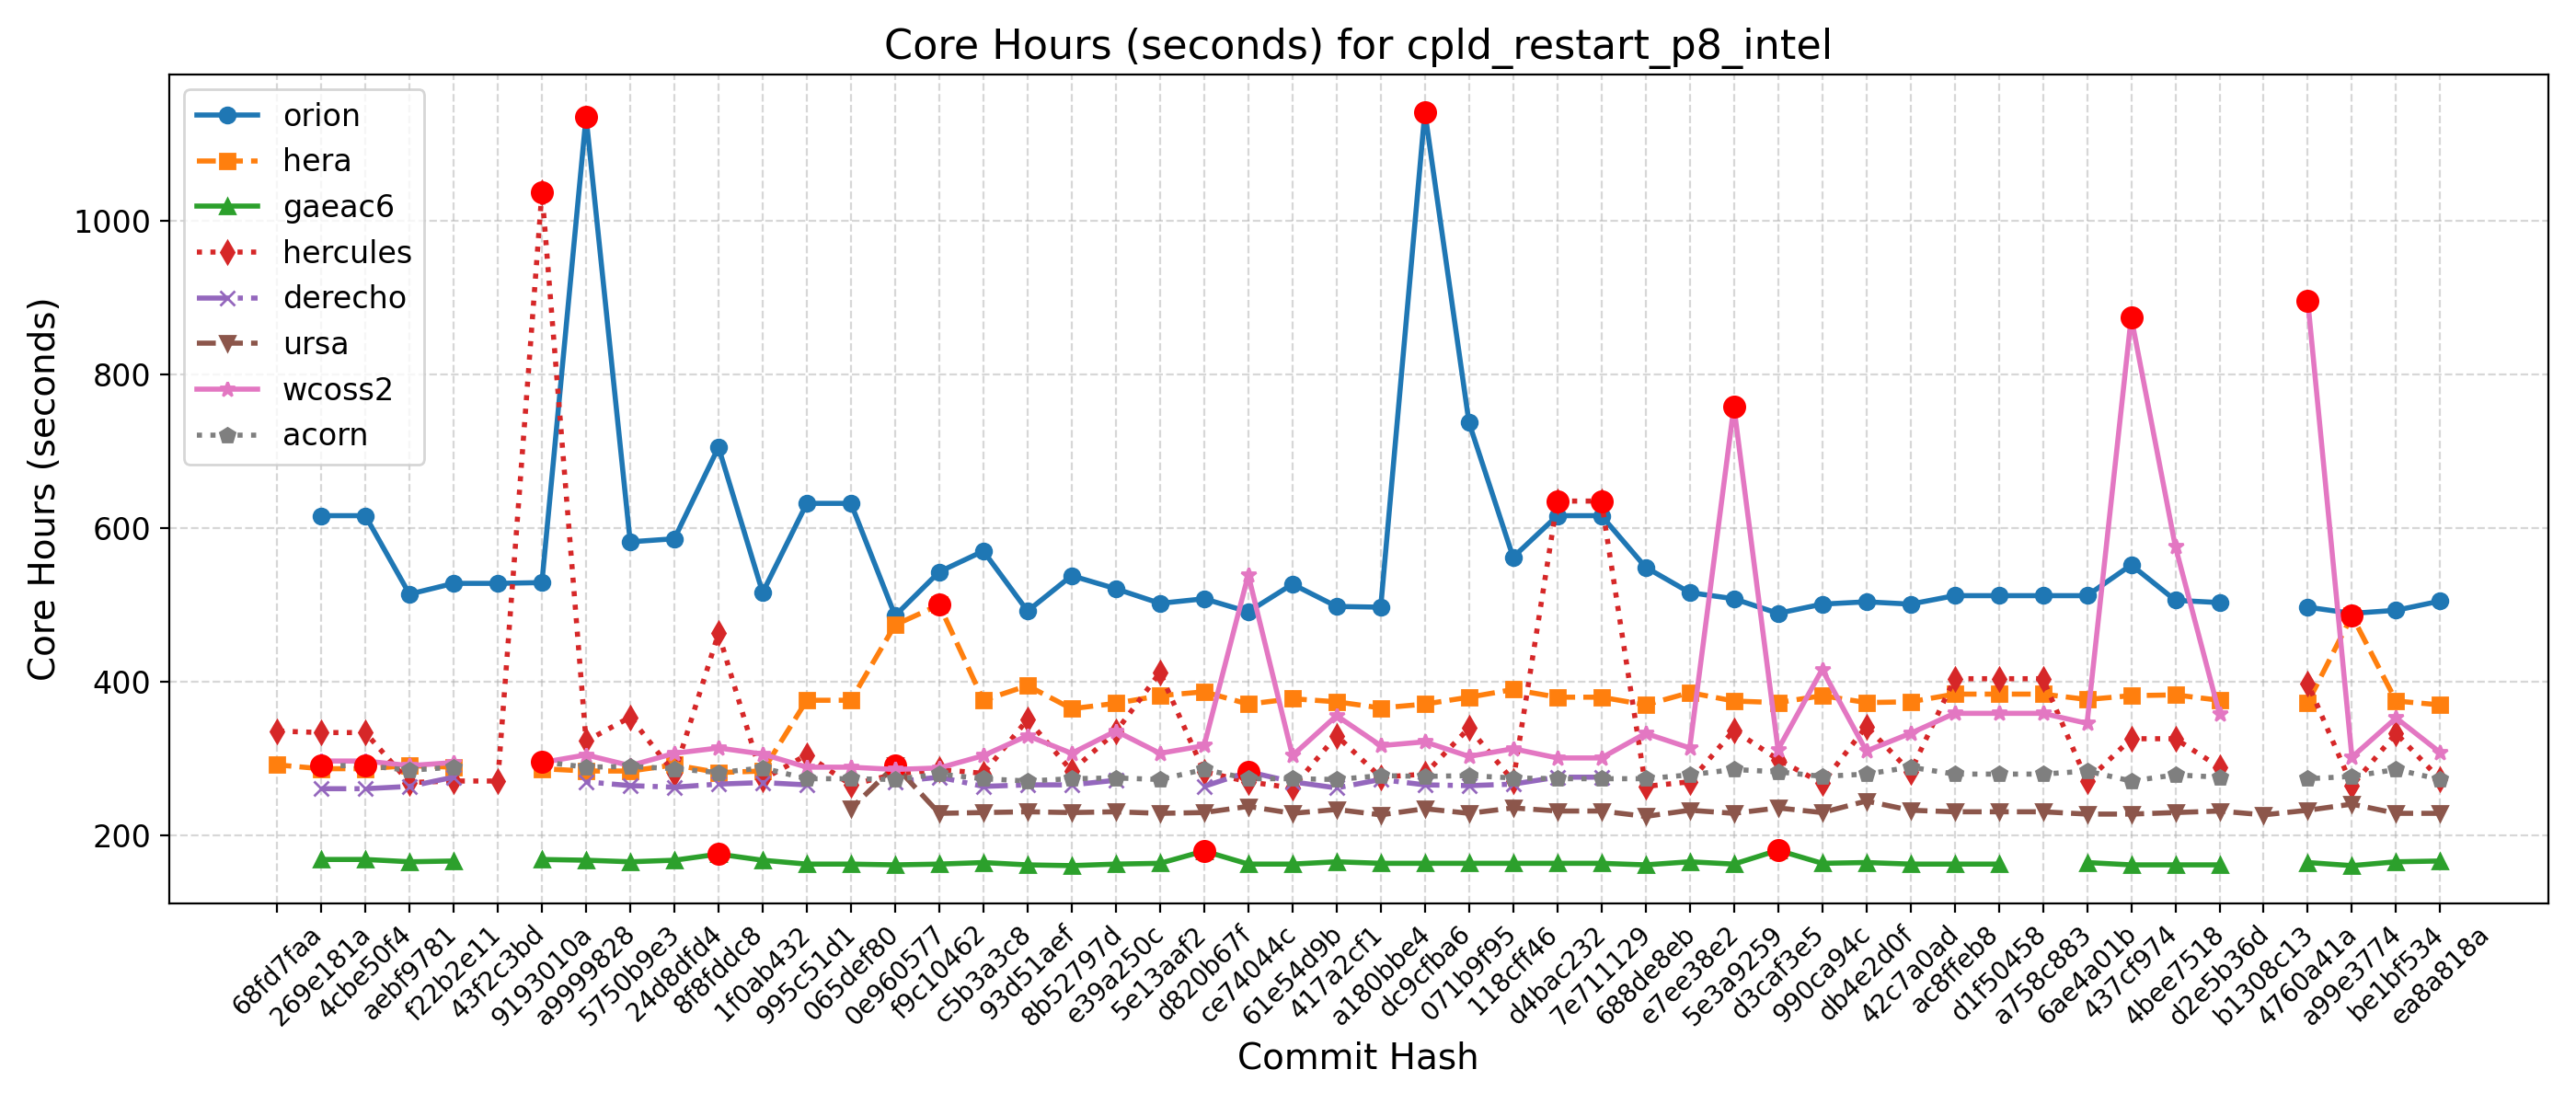 Core Hours (seconds) for cpld_restart_p8_intel
orion
hera
gaeac6
hercules
derecho
ursa
wcoss2
acorn
Core Hours (seconds)
1000
800
600
400
200
68fd7faa
269e181a
4cbe50f4
aebf9781
f22b2e11
43f2c3bd
9193010a
a9999828
5750b9e3
24d8dfd4
8f8fddc8
1f0ab432
995c51d1
065def80
0e960577
f9c10462
c5b3a3c8
93d51aef
8b52797d
e39a250c
5e13aaf2
d820b67f
ce74044c
61e54d9b
417a2cf1
a180bbe4
dc9cfba6
071b9f95
118cff46
d4bac232
7e711129
688de8eb
e7ee38e2
5e3a9259
d3caf3e5
990ca94c
db4e2d0f
42c7a0ad
ac8ffeb8
d1f50458
a758c883
6ae4a01b
437cf974
4bee7518
d2e5b36d
b1308c13
4760a41a
a99e3774
be1bf534
ea8a818a
Commit Hash